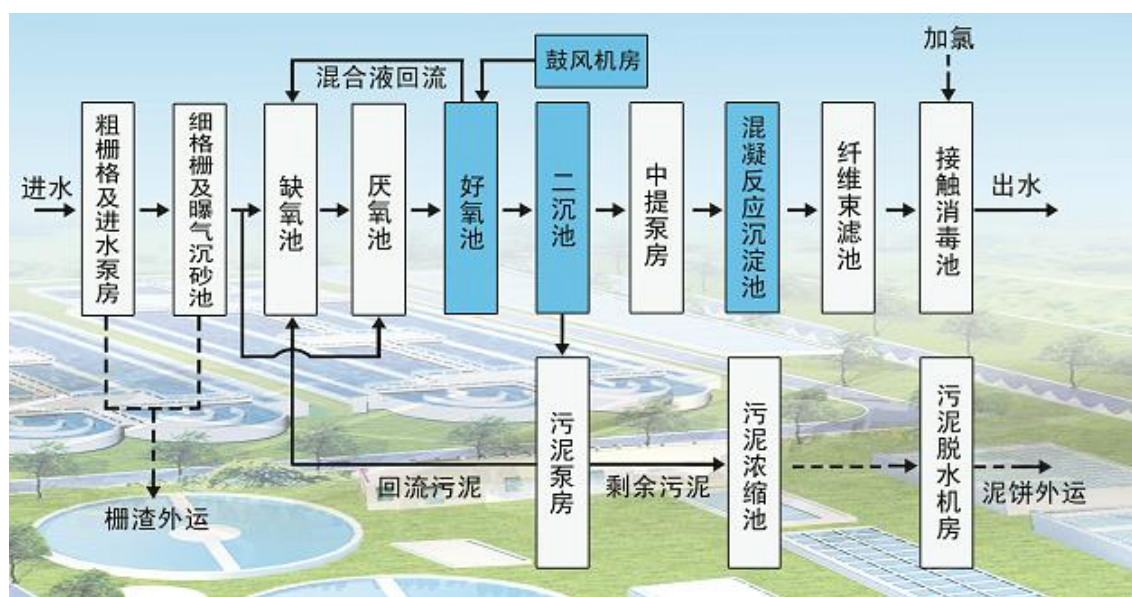 加氯
鼓风机房
混合液回流
进水
粗栅格及进水泵房
细格栅及曝气沉砂池
缺氧池
厌氧池
好氧池
二沉池
中提泵房
混凝反应沉淀池
纤维束滤池
接触消毒池
出水
污泥泵房
污泥浓缩池
污泥脱水机房
回流污泥
剩余污泥
泥饼外运
栅渣外运